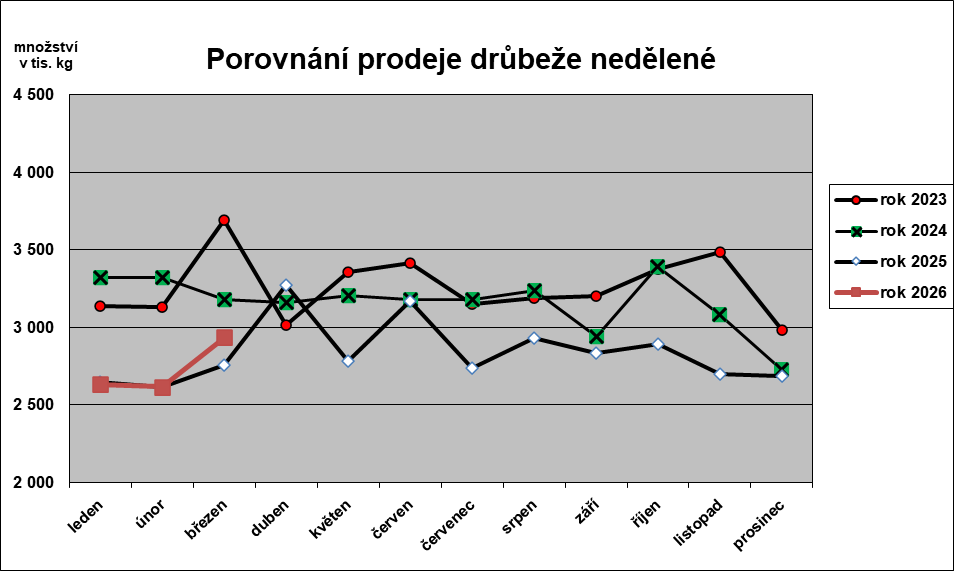 množství
v tis. kg
Porovnání prodeje drůbeže nedělené
4 500
4 000
3 500
3 000
2 500
2 000
leden
únor
březen
duben
květen
červen
červenec
srpen
září
říjen
listopad
prosinec
rok 2023
rok 2024
rok 2025
rok 2026